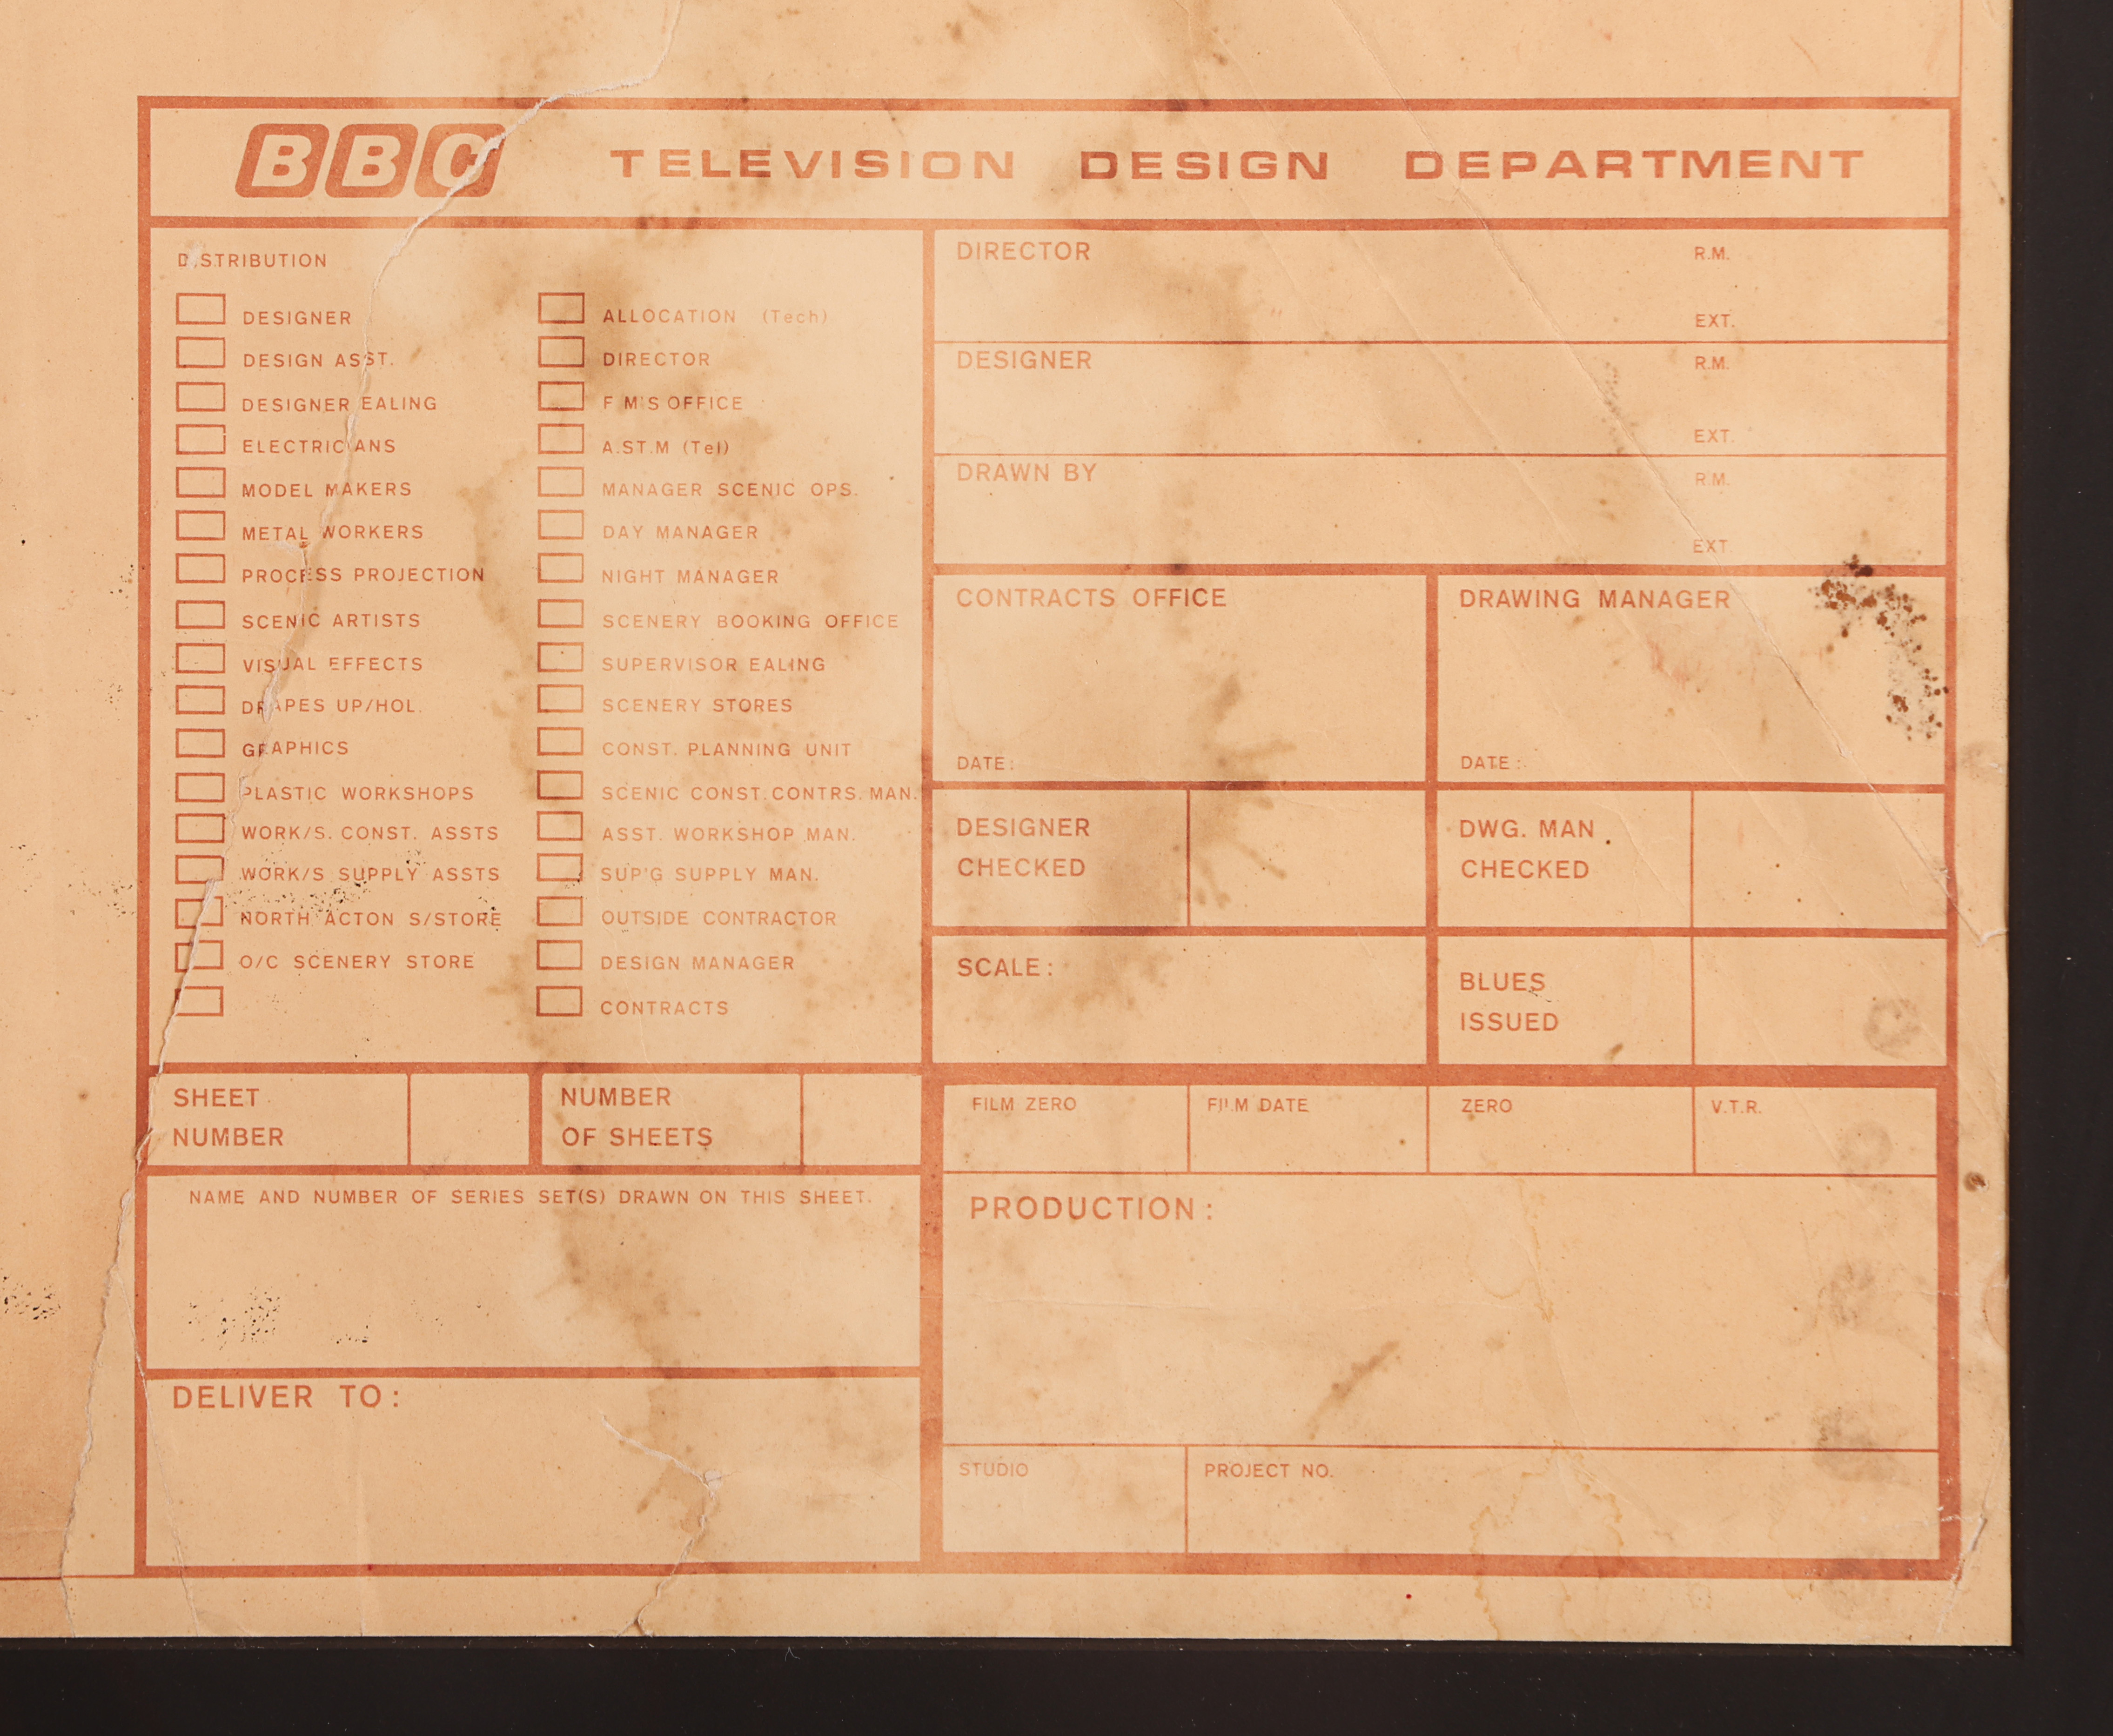 BBC TELEVISION DESIGN DEPARTMENT
DISTRIBUTION
DESIGNER
DESIGN ASST.
DESIGNER EALING
ELECTRICIANS
MODEL MAKERS
METAL WORKERS
PROCESS PROJECTION
SCENIC ARTISTS
VISUAL EFFECTS
DRAPES UP/HOL.
GRAPHICS
PLASTIC WORKSHOPS
WORK/S. CONST. ASSTS
WORK/S SUPPLY ASSTS
NORTH ACTON S/STORE
O/C SCENERY STORE
ALLOCATION (Tech)
DIRECTOR
F M'S OFFICE
A.ST.M (Tel)
MANAGER SCENIC OPS.
DAY MANAGER
NIGHT MANAGER
SCENERY BOOKING OFFICE
SUPERVISOR EALING
SCENERY STORES
CONST. PLANNING UNIT
SCENIC CONST. CONTRS. MAN.
ASST. WORKSHOP MAN.
SUP'G SUPPLY MAN.
OUTSIDE CONTRACTOR
DESIGN MANAGER
CONTRACTS
DIRECTOR R.M.
EXT.
DESIGNER R.M.
EXT.
DRAWN BY R.M.
EXT.
CONTRACTS OFFICE
DATE:
DRAWING MANAGER
DATE:
DESIGNER
CHECKED
DWG. MAN.
CHECKED
SCALE:
BLUES
ISSUED
SHEET
NUMBER
NUMBER
OF SHEETS
NAME AND NUMBER OF SERIES SET(S) DRAWN ON THIS SHEET.
DELIVER TO:
FILM ZERO
FILM DATE
ZERO
V.T.R.
PRODUCTION:
STUDIO
PROJECT NO.